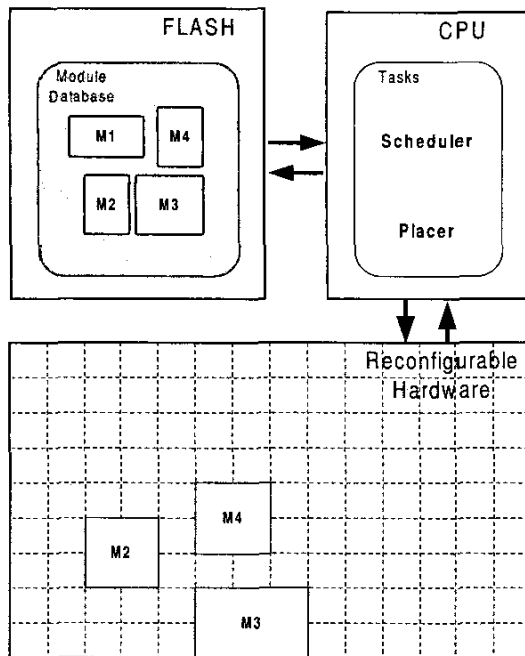 FLASH
Module
Database
M1
M4
M2
M3
CPU
Tasks
Scheduler
Placer
Reconfigurable
Hardware
M4
M2
M3